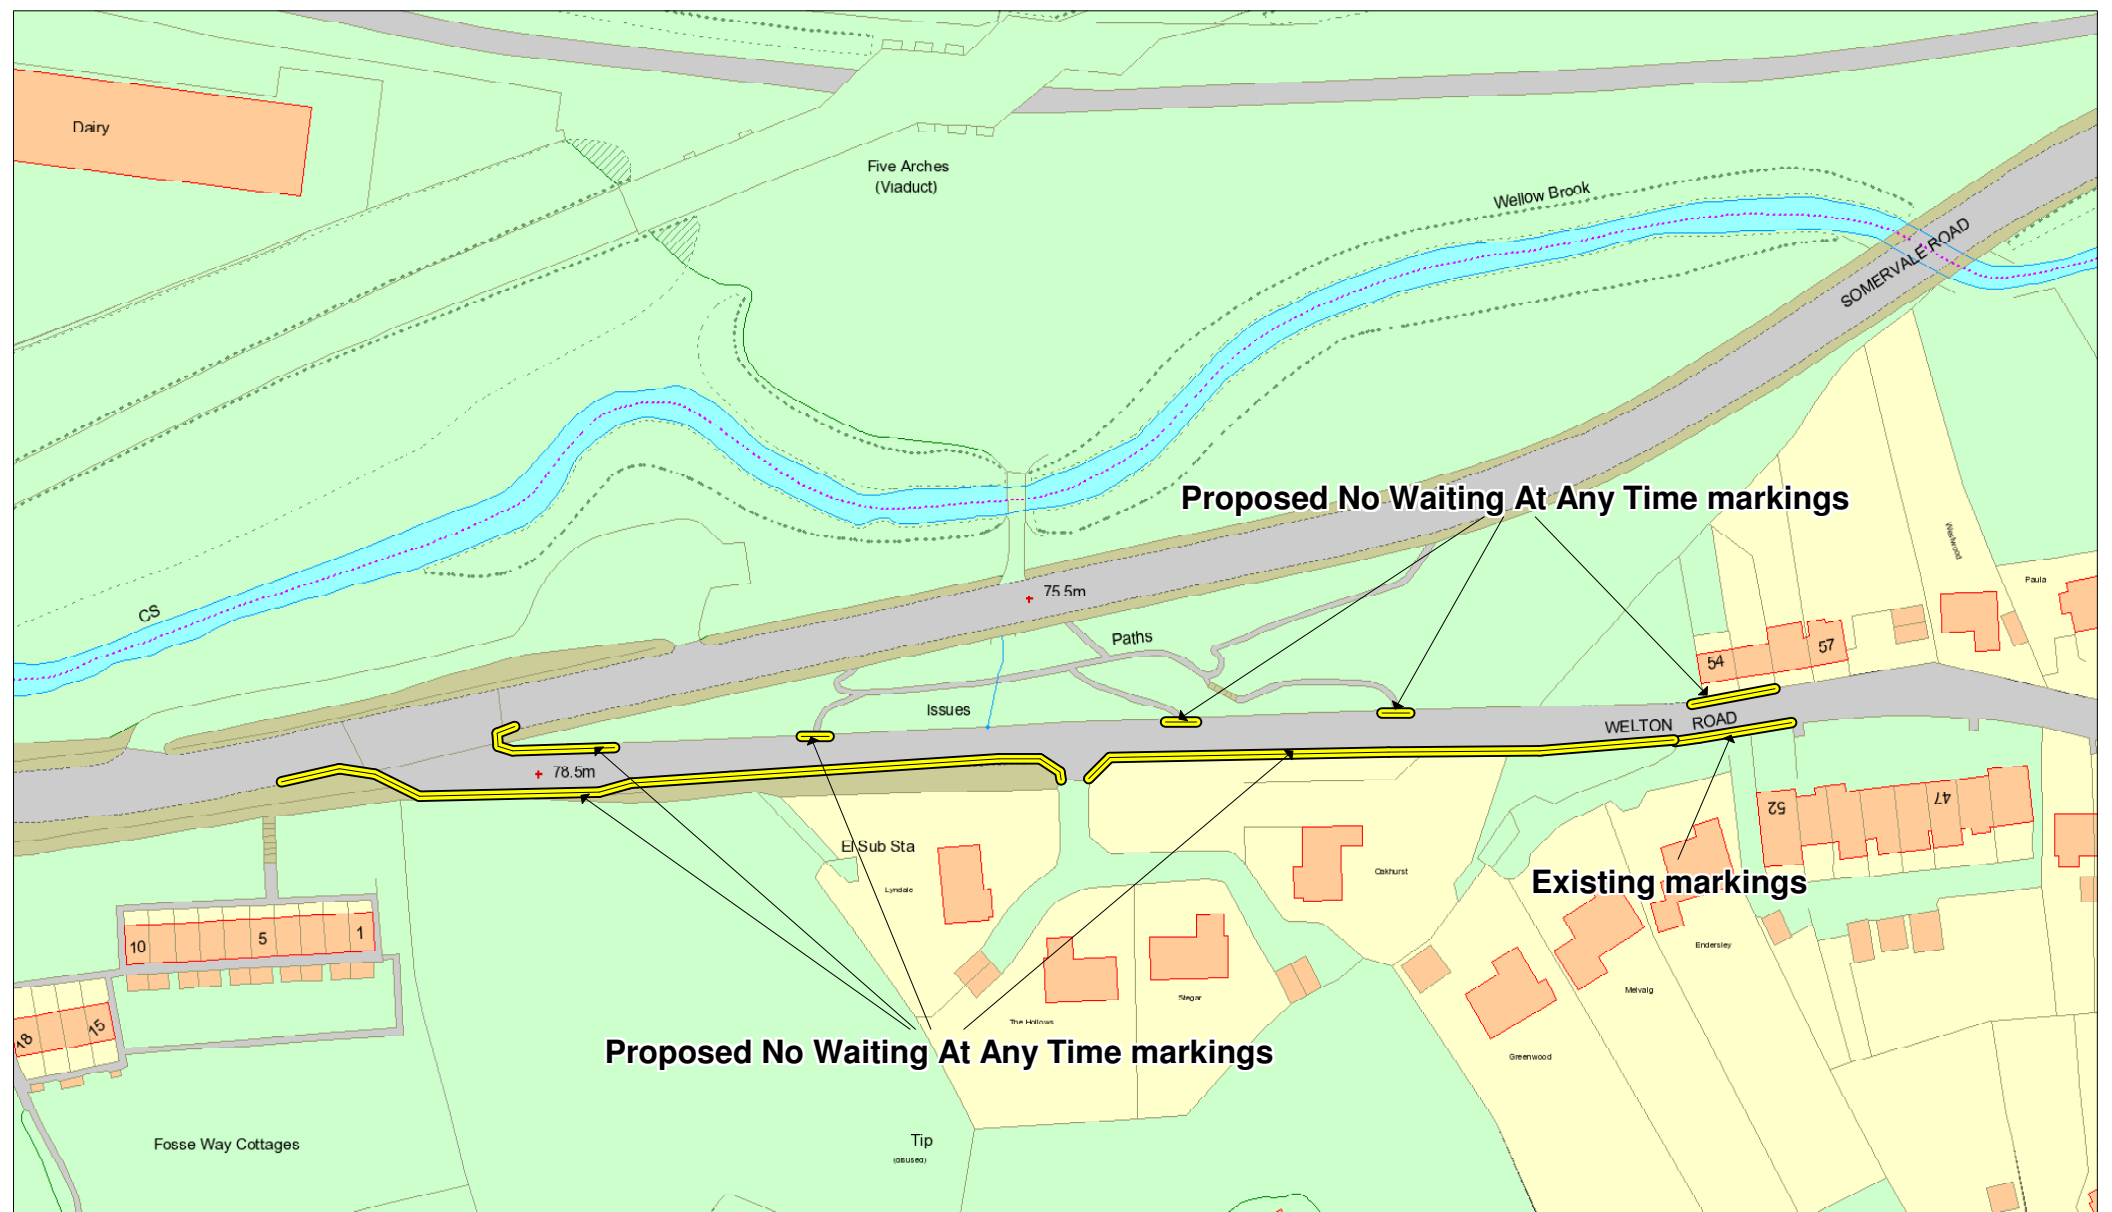 Dairy
Five Arches
(Viaduct)
Wellow Brook
SOMERVALE ROAD
Proposed No Waiting At Any Time markings
Westwood
Paula
75.5m
CS
Paths
54
57
Issues
WELTON ROAD
78.5m
52
47
El Sub Sta
Lyndale
Oakhurst
Existing markings
10
5
1
Endersley
Melvaig
Stegar
The Hollows
18
15
Proposed No Waiting At Any Time markings
Greenwood
Fosse Way Cottages
Tip
(disused)